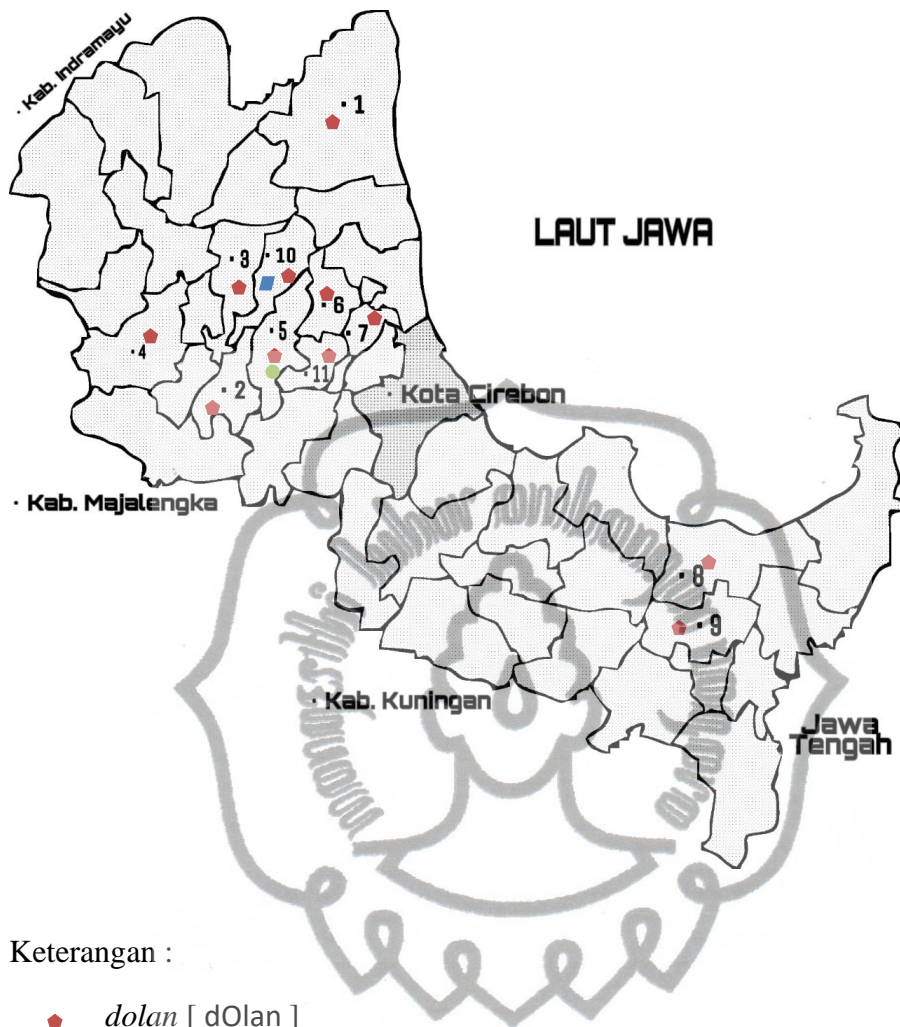 · Kab. Indramayu
· 1
LAUT JAWA
· 3
· 10
· 6
· 5
· 7
· 4
· 11
· 2
· Kota Cirebon
· Kab. Majalengka
· 8
· 9
· Kab. Kuningan
Jawa
Tengah
Keterangan :
dolan [ dOlan ]